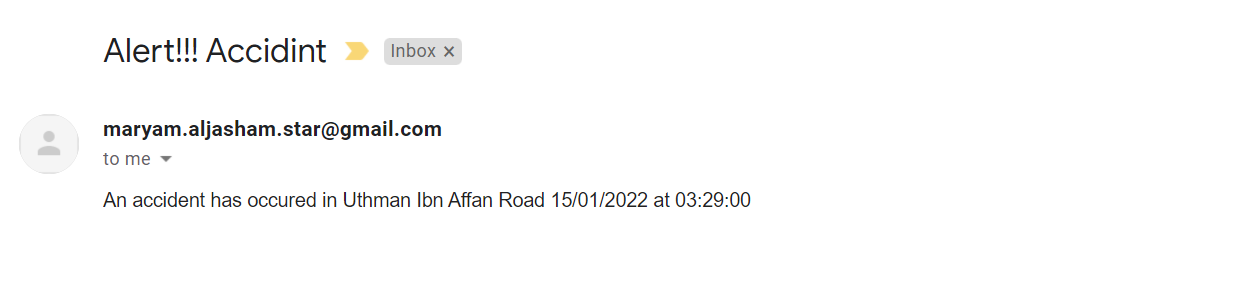 Alert!!! Accidint Inbox ×
maryam.aljasham.star@gmail.com
to me
An accident has occured in Uthman Ibn Affan Road 15/01/2022 at 03:29:00